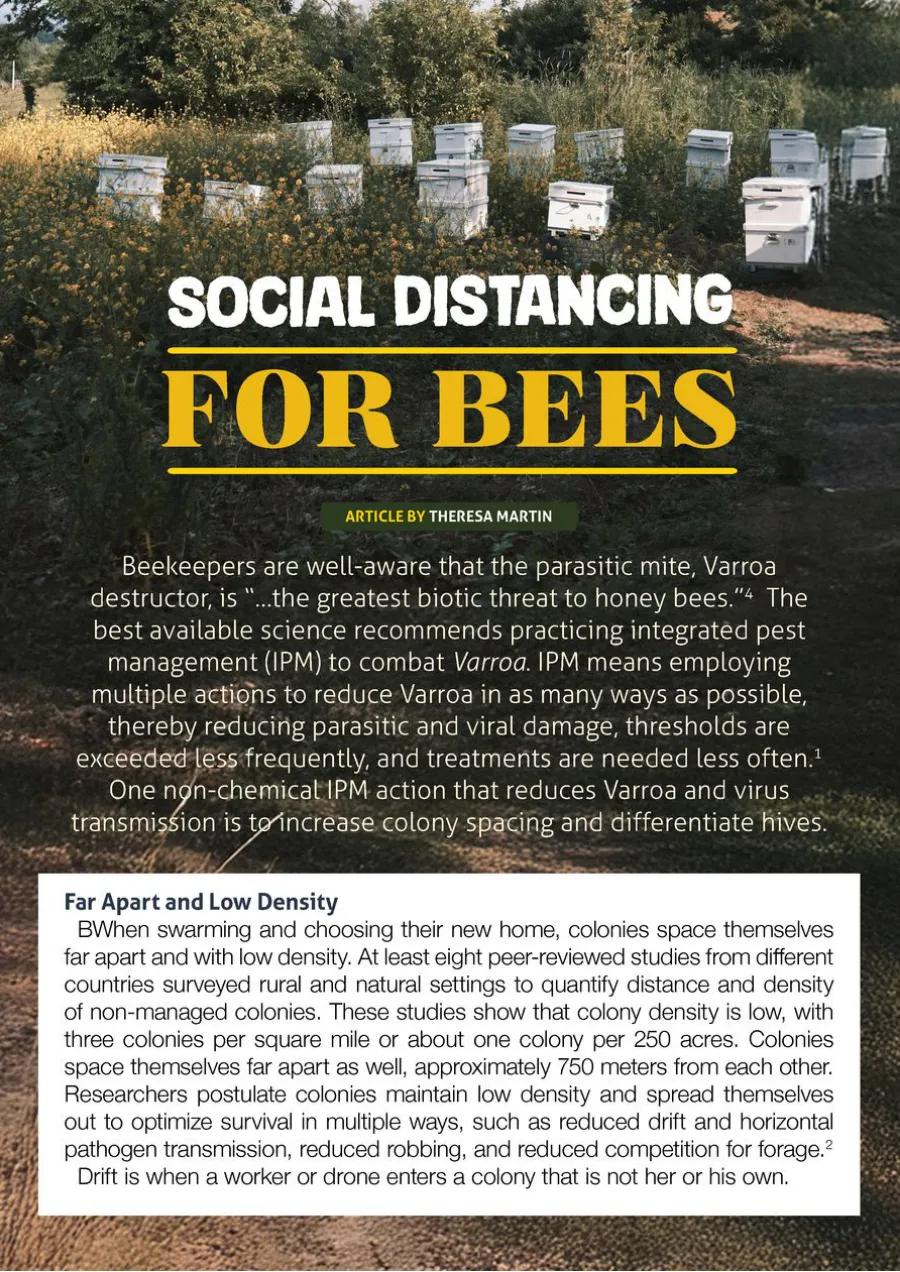 SOCIAL DISTANCING
FOR BEES
ARTICLE BY THERESA MARTIN
Beekeepers are well-aware that the parasitic mite, Varroa
destructor, is “...the greatest biotic threat to honey bees.”⁴ The
best available science recommends practicing integrated pest
management (IPM) to combat Varroa. IPM means employing
multiple actions to reduce Varroa in as many ways as possible,
thereby reducing parasitic and viral damage, thresholds are
exceeded less frequently, and treatments are needed less often.¹
One non-chemical IPM action that reduces Varroa and virus
transmission is to increase colony spacing and differentiate hives.
Far Apart and Low Density
BWhen swarming and choosing their new home, colonies space themselves
far apart and with low density. At least eight peer-reviewed studies from different
countries surveyed rural and natural settings to quantify distance and density
of non-managed colonies. These studies show that colony density is low, with
three colonies per square mile or about one colony per 250 acres. Colonies
space themselves far apart as well, approximately 750 meters from each other.
Researchers postulate colonies maintain low density and spread themselves
out to optimize survival in multiple ways, such as reduced drift and horizontal
pathogen transmission, reduced robbing, and reduced competition for forage.²
Drift is when a worker or drone enters a colony that is not her or his own.